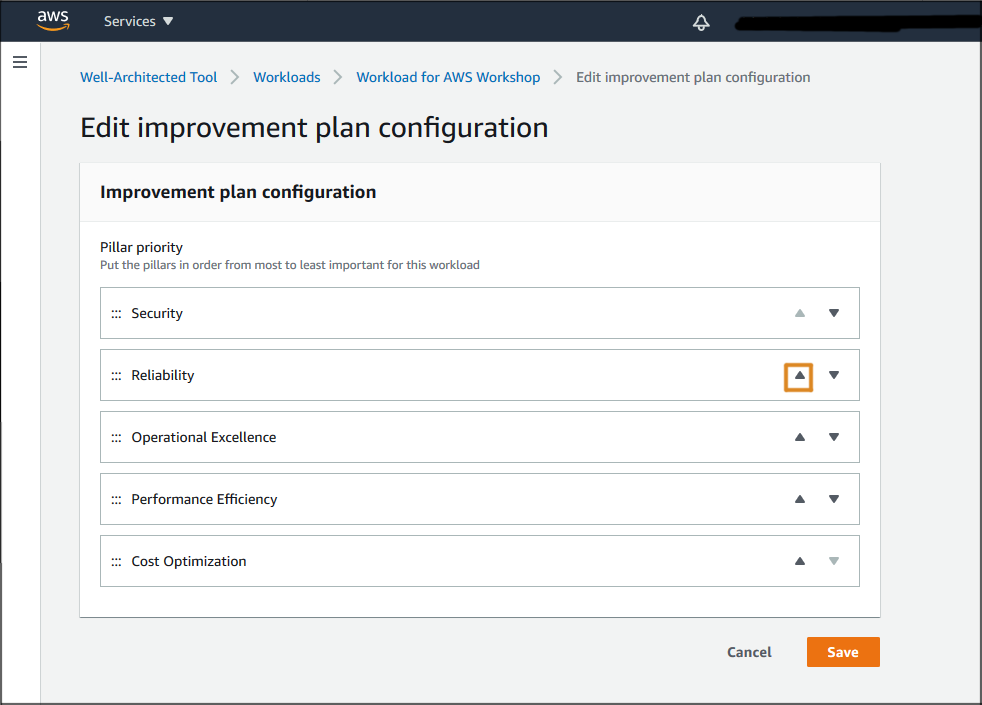 aws Services
Well-Architected Tool Workloads Workload for AWS Workshop Edit improvement plan configuration
Edit improvement plan configuration
Improvement plan configuration
Pillar priority
Put the pillars in order from most to least important for this workload
Security
Reliability
Operational Excellence
Performance Efficiency
Cost Optimization
Cancel Save